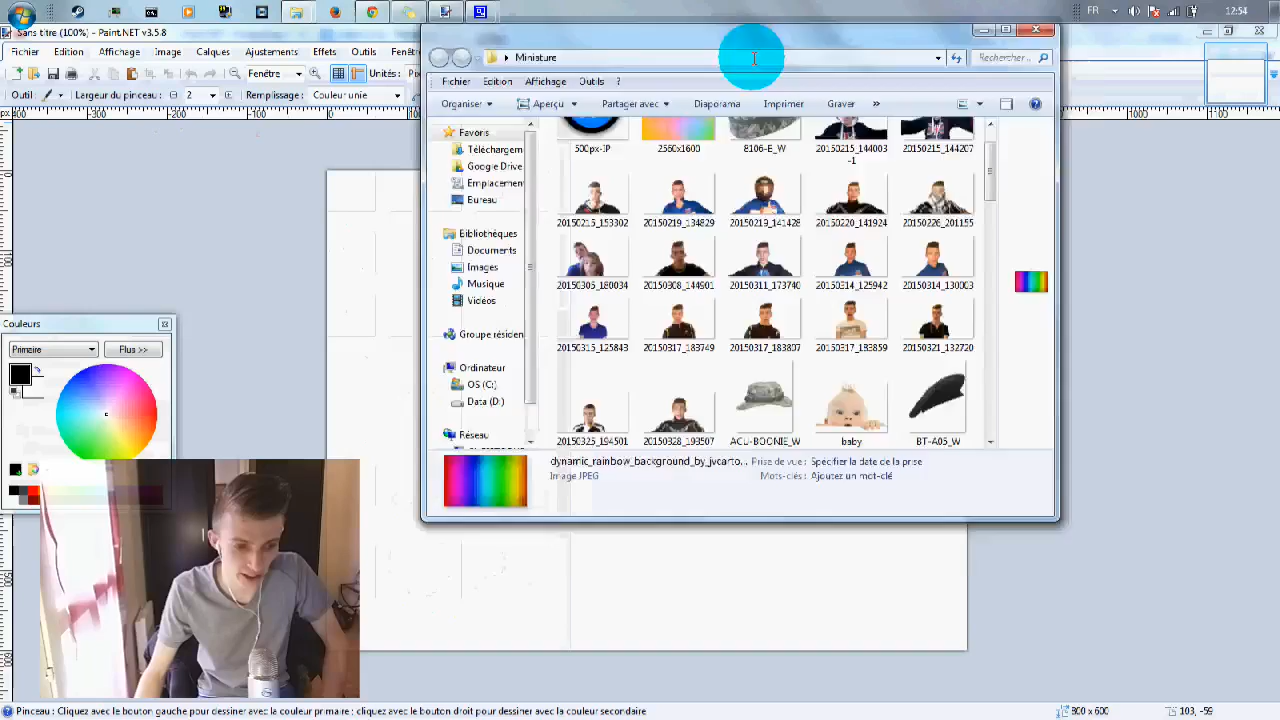 FR
12:54
Sans titre (100%) - Paint.NET v3.5.8
Fichier Edition Affichage Image Calques Ajustements Effets Outils Fenêtre
Fenêtre Unités:
Outil Largeur du pinceau: 2 Remplissage: Couleur unie
Miniature
Rechercher...
Fichier Edition Affichage Outils ?
Organiser Aperçu Partager avec Diaporama Imprimer Graver »
Favoris
Téléchargem
Google Drive
Emplacement
Bureau
Bibliothèques
Documents
Images
Musique
Vidéos
Groupe résiden
Ordinateur
OS (C:)
Data (D:)
Réseau
500px-IP 2560x1600 8106-E_W 20150215_144003-1 20150215_144207
20150215_153302 20150219_134829 20150219_141428 20150220_141924 20150226_201155
20150305_180034 20150308_144901 20150311_173740 20150314_125942 20150314_130003
20150315_125843 20150317_183749 20150317_183807 20150317_183859 20150321_132720
20150325_194501 20150328_193507 ACU-BOONIE_W baby BT-A05_W
dynamic_rainbow_background_by_jvcarto... Prise de vue: Spécifier la date de la prise
Image JPEG Mots-clés: Ajoutez un mot-clé
Couleurs
Primaire Plus >>
Pinceau : Cliquez avec le bouton gauche pour dessiner avec la couleur primaire ; cliquez avec le bouton droit pour dessiner avec la couleur secondaire
800 x 600
103, -59